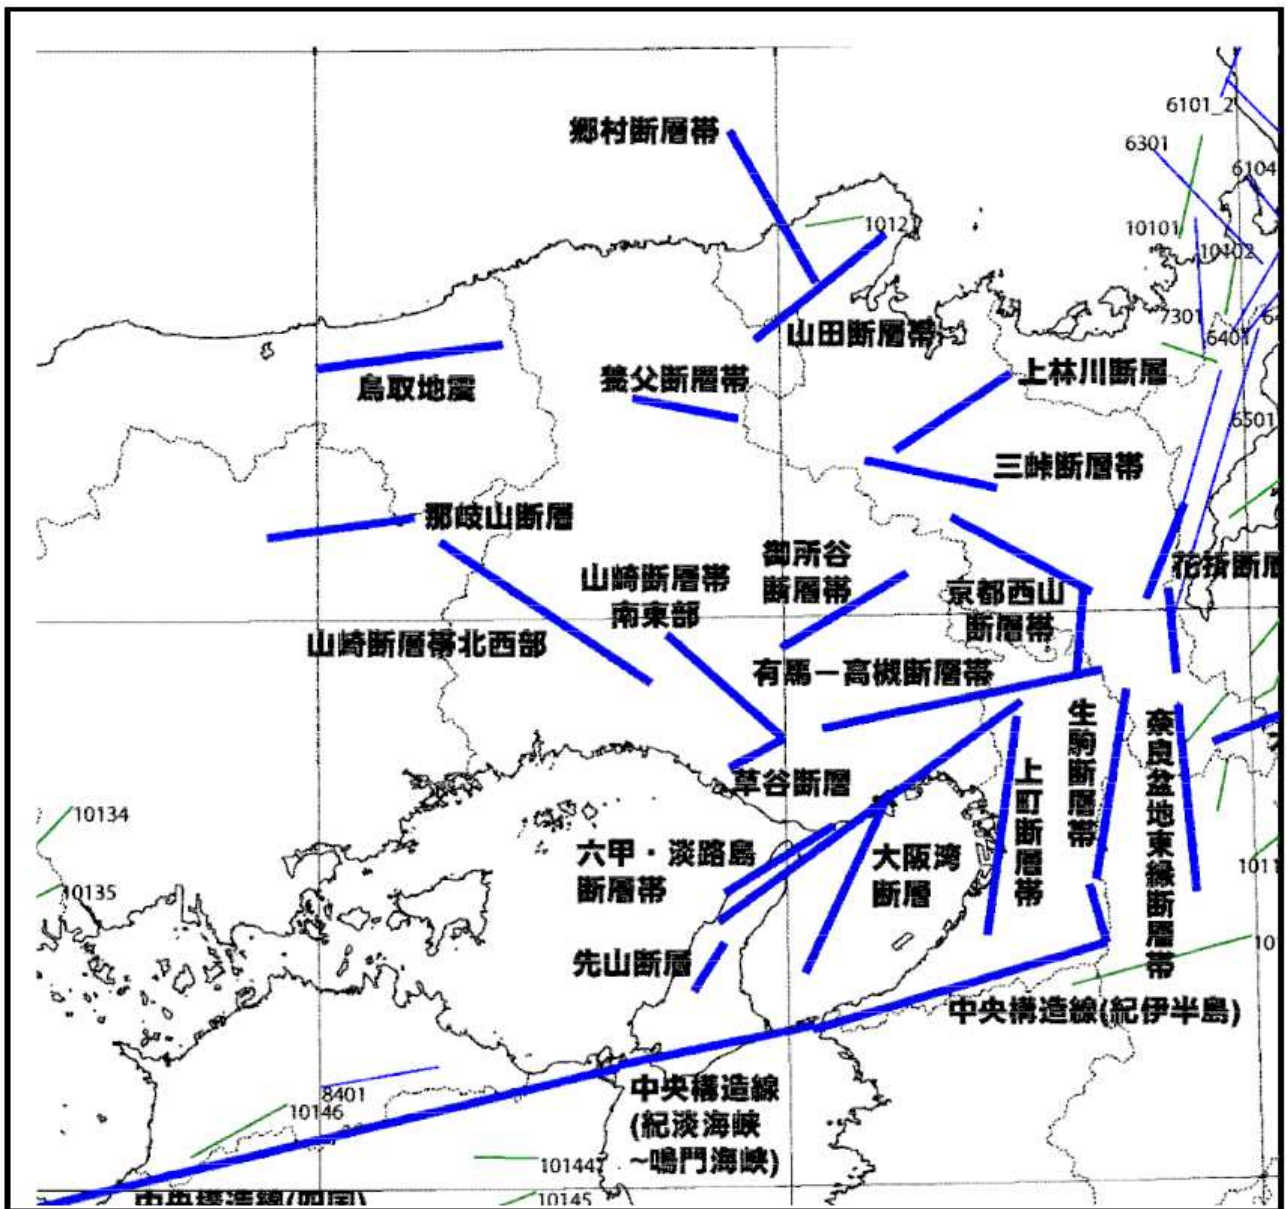 6101_2
郷村断層帯
6301
6104
1012
10101
10102
7301
山田断層帯
6401
養父断層帯
上林川断層
鳥取地震
6501
三峠断層帯
那岐山断層
御所谷
断層帯
山崎断層帯
南東部
花折断層
京都西山
断層帯
山崎断層帯北西部
有馬－高槻断層帯
生駒断層帯
奈良盆地東縁断層帯
上町断層帯
草谷断層
10134
六甲・淡路島
断層帯
大阪湾
断層
10135
1011
10
先山断層
中央構造線(紀伊半島)
8401
中央構造線
(紀淡海峡
~鳴門海峡)
10146
10144
10145
中央構造線(四国)